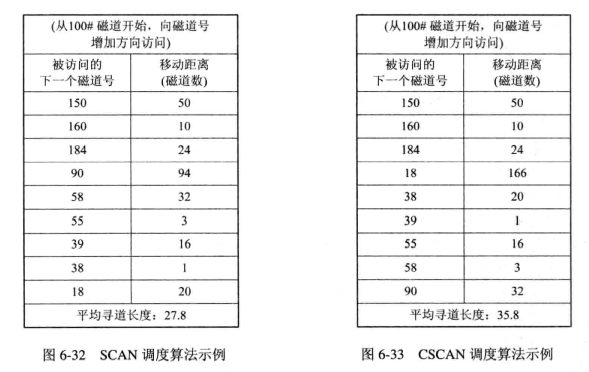 (从100# 磁道开始，向磁道号
增加方向访问)
被访问的
下一个磁道号
移动距离
(磁道数)
150 50
160 10
184 24
90 94
58 32
55 3
39 16
38 1
18 20
平均寻道长度：27.8
图 6-32 SCAN 调度算法示例
(从100# 磁道开始，向磁道号
增加方向访问)
被访问的
下一个磁道号
移动距离
(磁道数)
150 50
160 10
184 24
18 166
38 20
39 1
55 16
58 3
90 32
平均寻道长度：35.8
图 6-33 CSCAN 调度算法示例